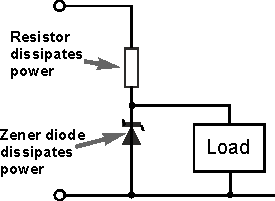 Resistor
dissipates
power
Zener diode
dissipates
power
Load